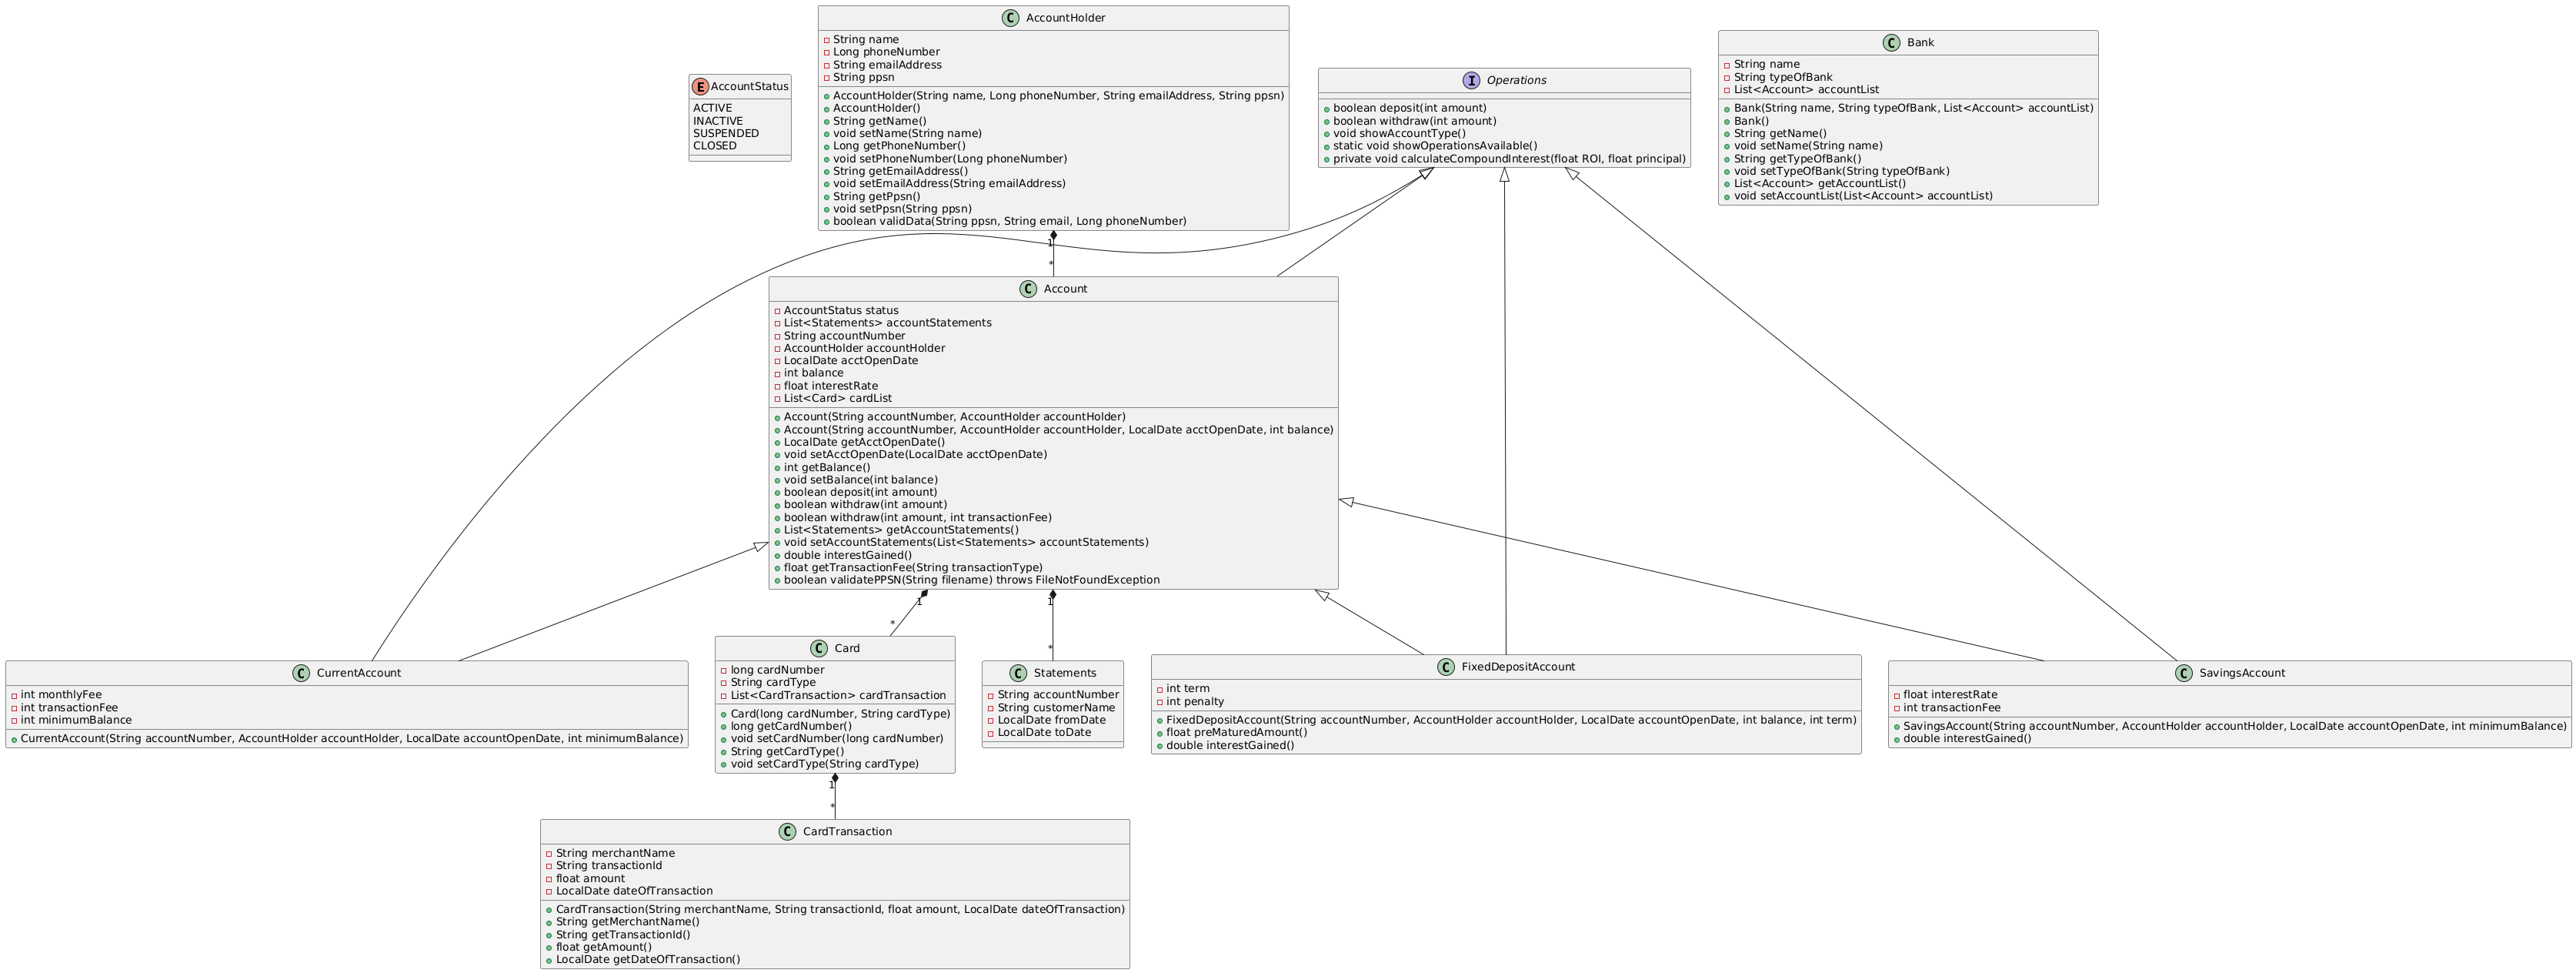 C AccountHolder
String name
Long phoneNumber
String emailAddress
String ppsn
AccountHolder(String name, Long phoneNumber, String emailAddress, String ppsn)
AccountHolder()
String getName()
void setName(String name)
Long getPhoneNumber()
void setPhoneNumber(Long phoneNumber)
String getEmailAddress()
void setEmailAddress(String emailAddress)
String getPpsn()
void setPpsn(String ppsn)
boolean validData(String ppsn, String email, Long phoneNumber)
E AccountStatus
ACTIVE
INACTIVE
SUSPENDED
CLOSED
I Operations
boolean deposit(int amount)
boolean withdraw(int amount)
void showAccountType()
static void showOperationsAvailable()
private void calculateCompoundInterest(float ROI, float principal)
C Bank
String name
String typeOfBank
List<Account> accountList
Bank(String name, String typeOfBank, List<Account> accountList)
Bank()
String getName()
void setName(String name)
String getTypeOfBank()
void setTypeOfBank(String typeOfBank)
List<Account> getAccountList()
void setAccountList(List<Account> accountList)
1
*
C Account
AccountStatus status
List<Statements> accountStatements
String accountNumber
AccountHolder accountHolder
LocalDate acctOpenDate
int balance
float interestRate
List<Card> cardList
Account(String accountNumber, AccountHolder accountHolder)
Account(String accountNumber, AccountHolder accountHolder, LocalDate acctOpenDate, int balance)
LocalDate getAcctOpenDate()
void setAcctOpenDate(LocalDate acctOpenDate)
int getBalance()
void setBalance(int balance)
boolean deposit(int amount)
boolean withdraw(int amount)
boolean withdraw(int amount, int transactionFee)
List<Statements> getAccountStatements()
void setAccountStatements(List<Statements> accountStatements)
double interestGained()
float getTransactionFee(String transactionType)
boolean validatePPSN(String filename) throws FileNotFoundException
1
*
1
*
C CurrentAccount
int monthlyFee
int transactionFee
int minimumBalance
CurrentAccount(String accountNumber, AccountHolder accountHolder, LocalDate accountOpenDate, int minimumBalance)
C Card
long cardNumber
String cardType
List<CardTransaction> cardTransaction
Card(long cardNumber, String cardType)
long getCardNumber()
void setCardNumber(long cardNumber)
String getCardType()
void setCardType(String cardType)
C Statements
String accountNumber
String customerName
LocalDate fromDate
LocalDate toDate
C FixedDepositAccount
int term
int penalty
FixedDepositAccount(String accountNumber, AccountHolder accountHolder, LocalDate accountOpenDate, int balance, int term)
float preMaturedAmount()
double interestGained()
C SavingsAccount
float interestRate
int transactionFee
SavingsAccount(String accountNumber, AccountHolder accountHolder, LocalDate accountOpenDate, int minimumBalance)
double interestGained()
1
*
C CardTransaction
String merchantName
String transactionId
float amount
LocalDate dateOfTransaction
CardTransaction(String merchantName, String transactionId, float amount, LocalDate dateOfTransaction)
String getMerchantName()
String getTransactionId()
float getAmount()
LocalDate getDateOfTransaction()